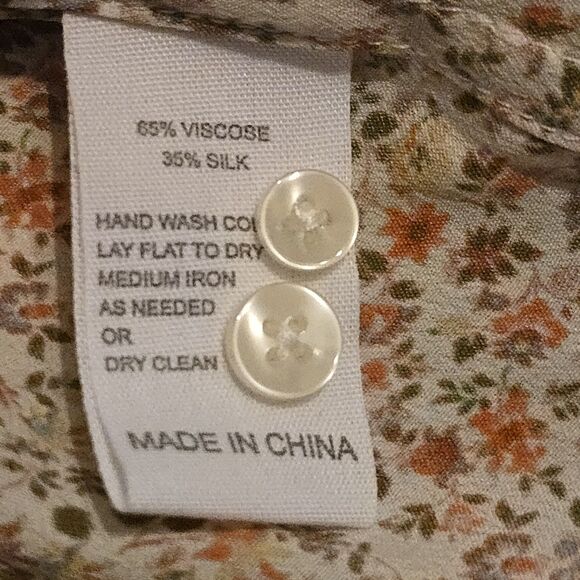 65% VISCOSE
35% SILK
HAND WASH
LAY FLAT TO DRY
MEDIUM IRON
AS NEEDED
OR
DRY CLEAN
MADE IN CHINA